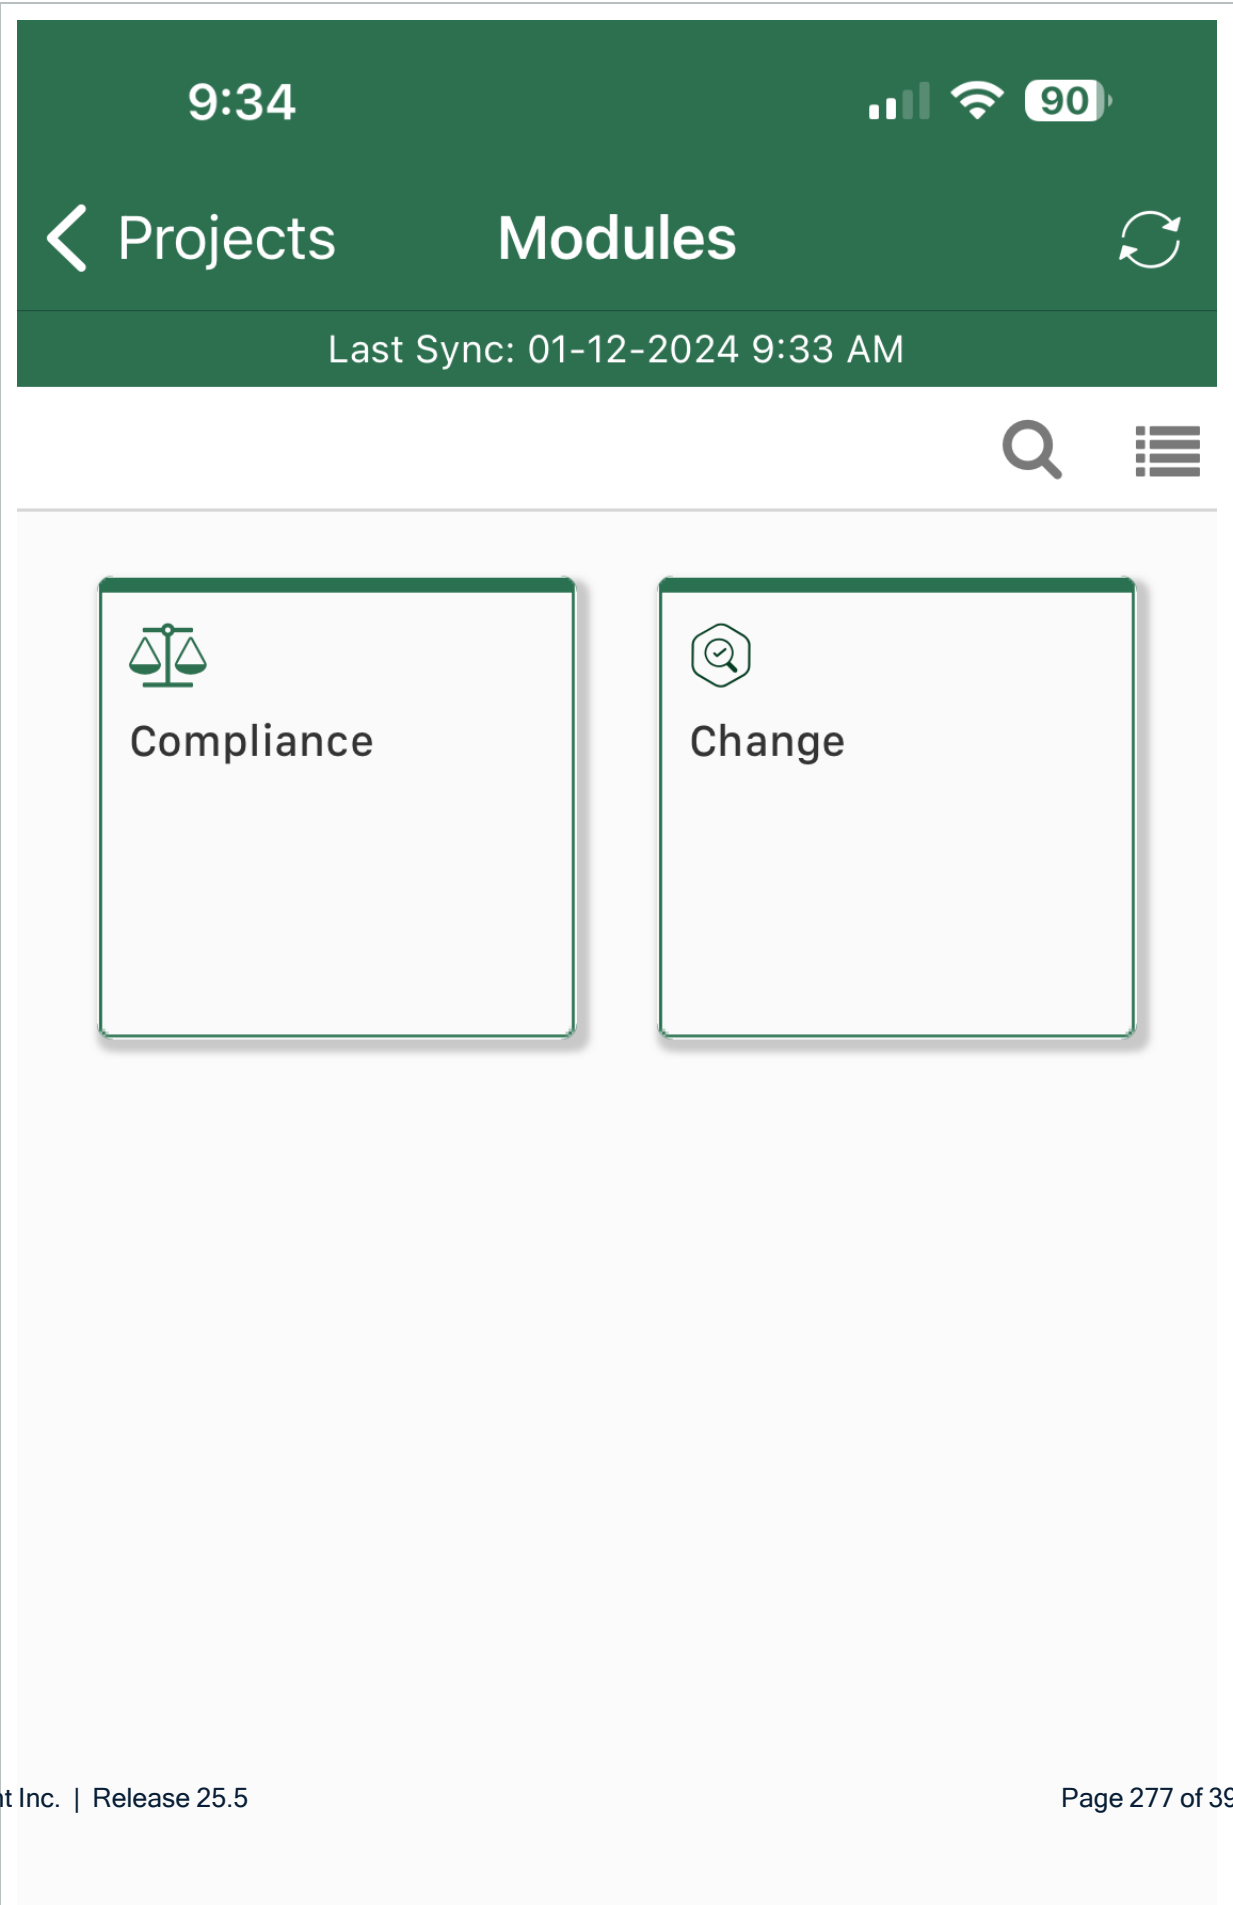 9:34 90
Projects Modules
Last Sync: 01-12-2024 9:33 AM
Compliance Change
Inc. | Release 25.5 Page 277 of